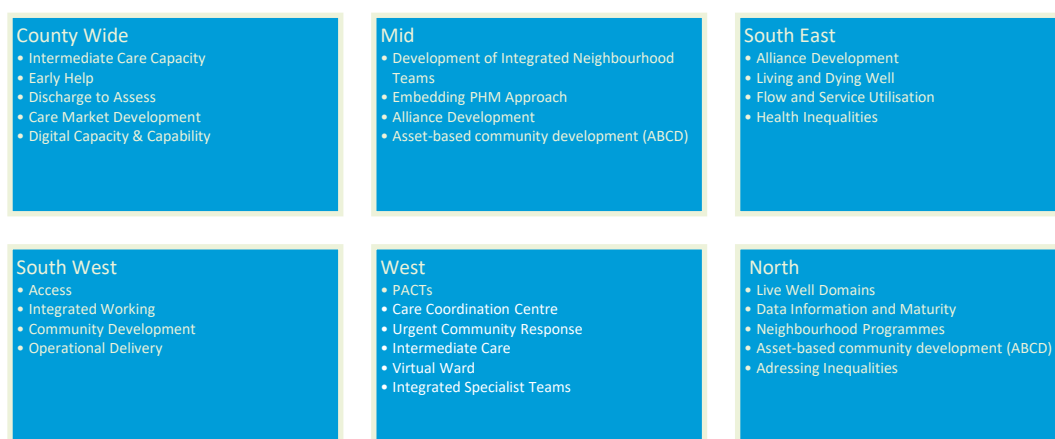 County Wide
• Intermediate Care Capacity
• Early Help
• Discharge to Assess
• Care Market Development
• Digital Capacity & Capability
Mid
• Development of Integrated Neighbourhood
Teams
• Embedding PHM Approach
• Alliance Development
• Asset-based community development (ABCD)
South East
• Alliance Development
• Living and Dying Well
• Flow and Service Utilisation
• Health Inequalities
South West
• Access
• Integrated Working
• Community Development
• Operational Delivery
West
• PACTs
• Care Coordination Centre
• Urgent Community Response
• Intermediate Care
• Virtual Ward
• Integrated Specialist Teams
North
• Live Well Domains
• Data Information and Maturity
• Neighbourhood Programmes
• Asset-based community development (ABCD)
• Adressing Inequalities